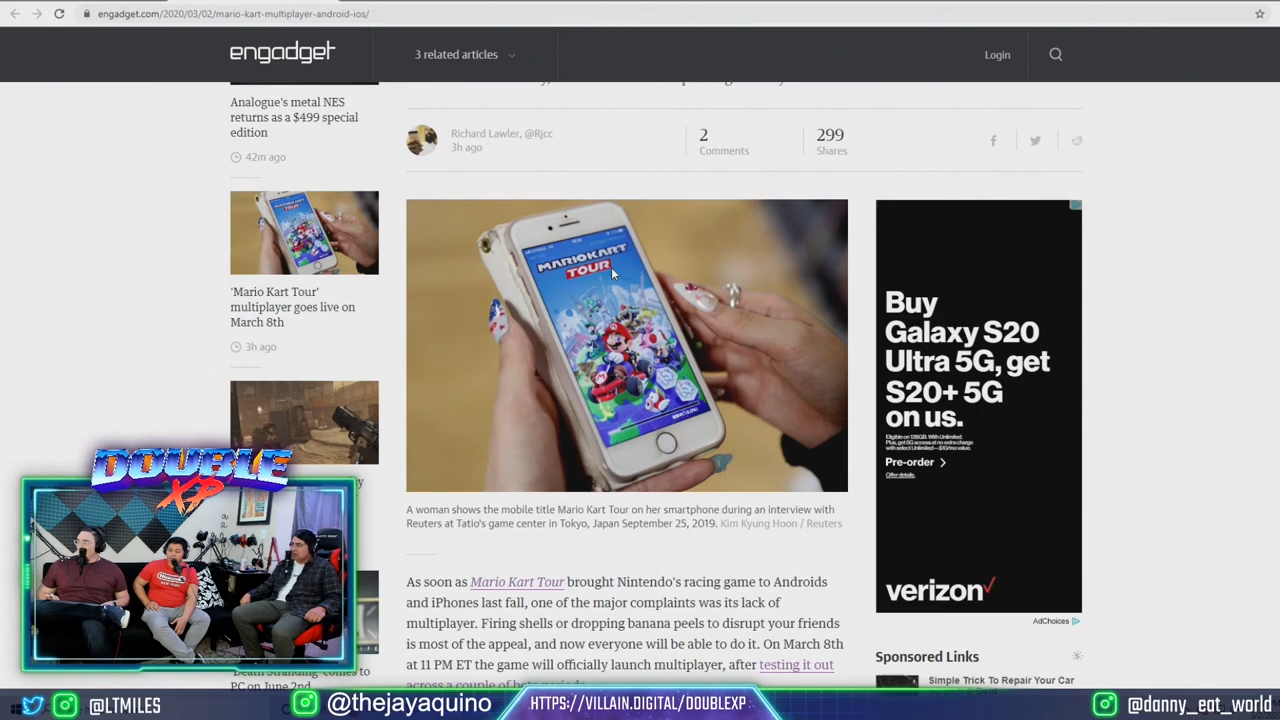 engadget.com/2020/03/02/mario-kart-multiplayer-android-ios/
engadget
3 related articles
Login
Analogue's metal NES
returns as a $499 special
edition
42m ago
'Mario Kart Tour'
multiplayer goes live on
March 8th
3h ago
Richard Lawler, @Rjcc
3h ago
2
Comments
299
Shares
MARIOKART
TOUR
A woman shows the mobile title Mario Kart Tour on her smartphone during an interview with
Reuters at Tatio's game center in Tokyo, Japan September 25, 2019. Kim Kyung Hoon / Reuters
As soon as Mario Kart Tour brought Nintendo's racing game to Androids
and iPhones last fall, one of the major complaints was its lack of
multiplayer. Firing shells or dropping banana peels to disrupt your friends
is most of the appeal, and now everyone will be able to do it. On March 8th
at 11 PM ET the game will officially launch multiplayer, after testing it out
across a couple of beta periods
Buy
Galaxy S20
Ultra 5G, get
S20+ 5G
on us.
Pre-order
Offer details.
verizon
AdChoices
Sponsored Links
Simple Trick To Repair Your Car
DOUBLE
XP
'Death Stranding' comes to
PC on June 2nd
@LTMILES
@thejayaquino
HTTPS://VILLAIN.DIGITAL/DOUBLEXP
@danny_eat_world